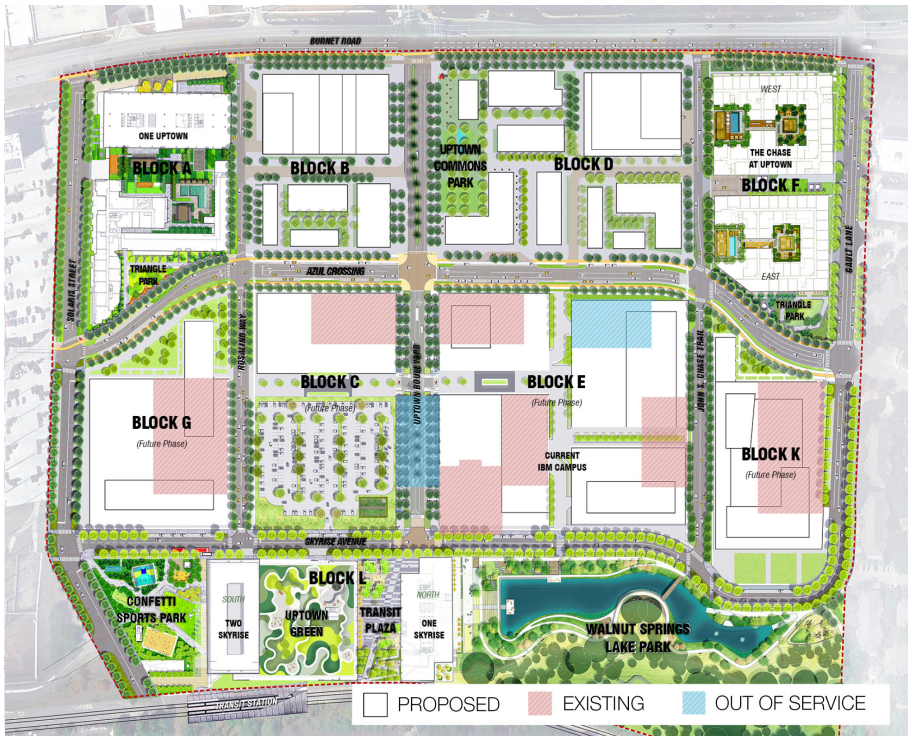 BURNET ROAD
ONE UPTOWN
BLOCK A
BLOCK B
UPTOWN
COMMONS
PARK
BLOCK D
WEST
THE CHASE
AT UPTOWN
BLOCK F
EAST
GAULT LANE
SOLARA STREET
TRIANGLE
PARK
AZUL CROSSING
TRIANGLE
PARK
ROSALIND WAY
UPTOWN BOULEVARD
JOHN S. CHASE TRAIL
BLOCK C
(Future Phase)
BLOCK E
(Future Phase)
BLOCK G
(Future Phase)
CURRENT
IBM CAMPUS
BLOCK K
(Future Phase)
SKYRISE AVENUE
BLOCK L
CONFETTI
SPORTS PARK
SOUTH
TWO
SKYRISE
UPTOWN
GREEN
TRANSIT
PLAZA
NORTH
ONE
SKYRISE
WALNUT SPRINGS
LAKE PARK
TRANSIT STATION
PROPOSED
EXISTING
OUT OF SERVICE